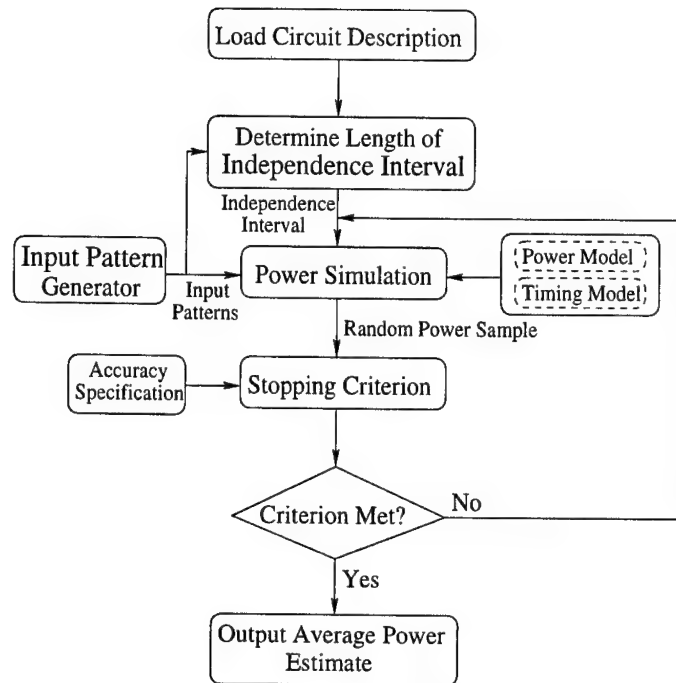 Load Circuit Description
Determine Length of
Independence Interval
Independence
Interval
Input Pattern
Generator
Input
Patterns
Power Simulation
Power Model
Timing Model
Random Power Sample
Accuracy
Specification
Stopping Criterion
Criterion Met?
No
Yes
Output Average Power
Estimate